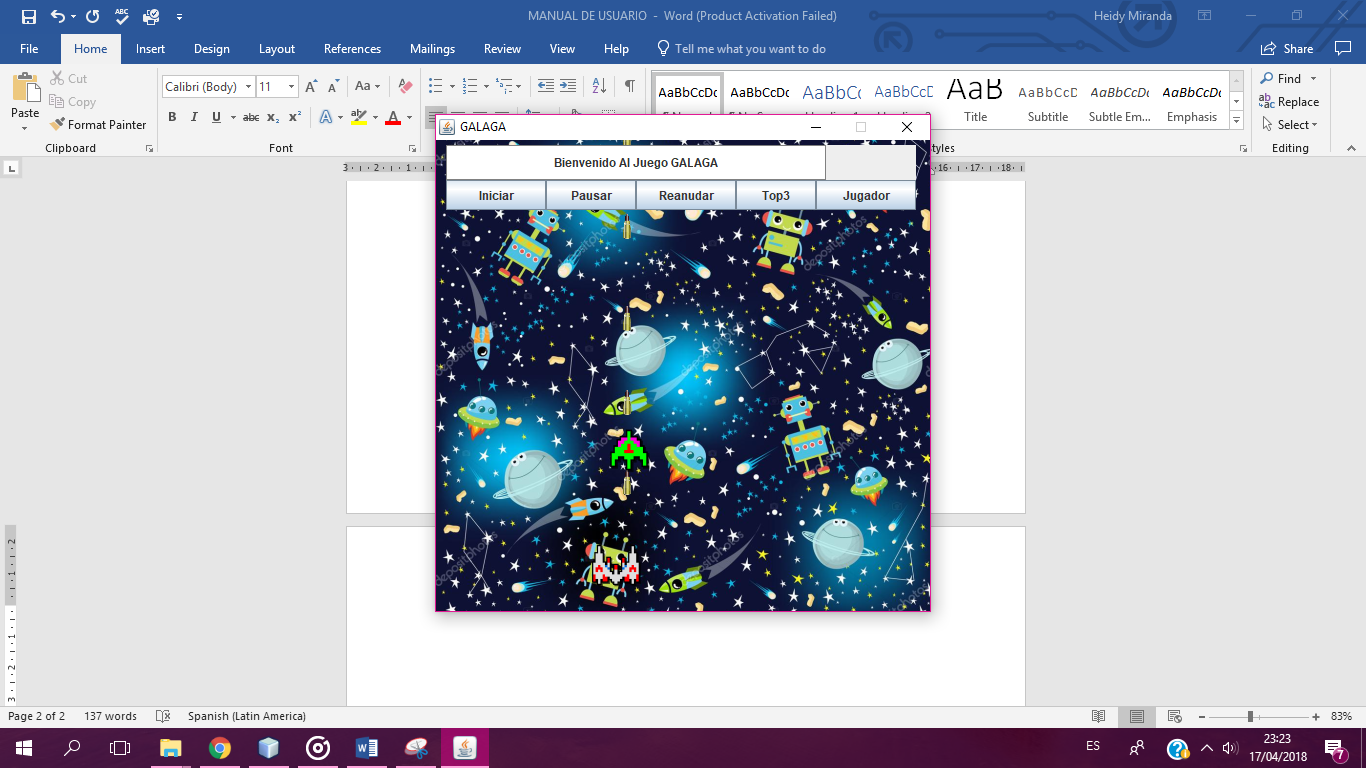 MANUAL DE USUARIO - Word (Product Activation Failed)
Heidy Miranda
File Home Insert Design Layout References Mailings Review View Help Tell me what you want to do Share
Paste
Cut
Copy
Format Painter
Clipboard
Calibri (Body) 11
Font
AaBbCcDc AaBbCcDc AaBbCc AaBbCcD AaB AaBbCcD AaBbCcDc AaBbCcDc
Title Subtitle Subtle Em... Emphasis
Find
Replace
Select
Editing
GALAGA
Bienvenido Al Juego GALAGA
Iniciar Pausar Reanudar Top3 Jugador
depositphotos
Page 2 of 2 137 words Spanish (Latin America) 83%
ES
23:23
17/04/2018
7